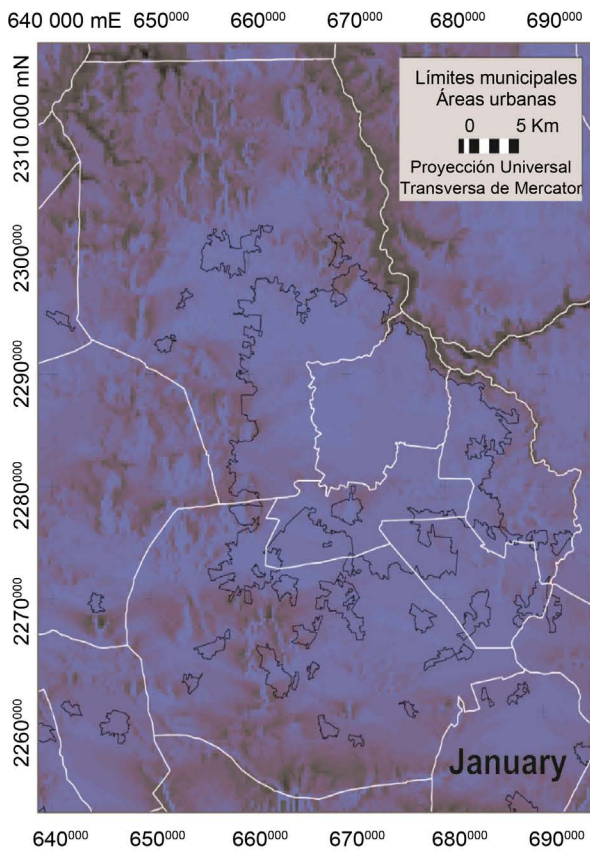 640 000 mE 650000 660000 670000 680000 690000
2310 000 mN
2300000
2290000
2280000
2270000
2260000
Límites municipales
Áreas urbanas
0 5 Km
Proyección Universal
Transversa de Mercator
January
640000 650000 660000 670000 680000 690000